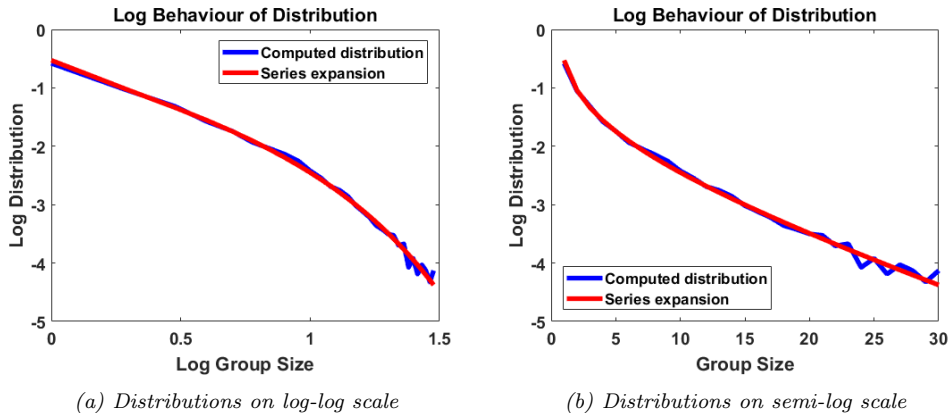 Log Behaviour of Distribution
0
-1
-2
-3
-4
-5
Log Distribution
Computed distribution
Series expansion
0
0.5
1
1.5
Log Group Size
(a) Distributions on log-log scale
Log Behaviour of Distribution
0
-1
-2
-3
-4
-5
Log Distribution
Computed distribution
Series expansion
0
5
10
15
20
25
30
Group Size
(b) Distributions on semi-log scale